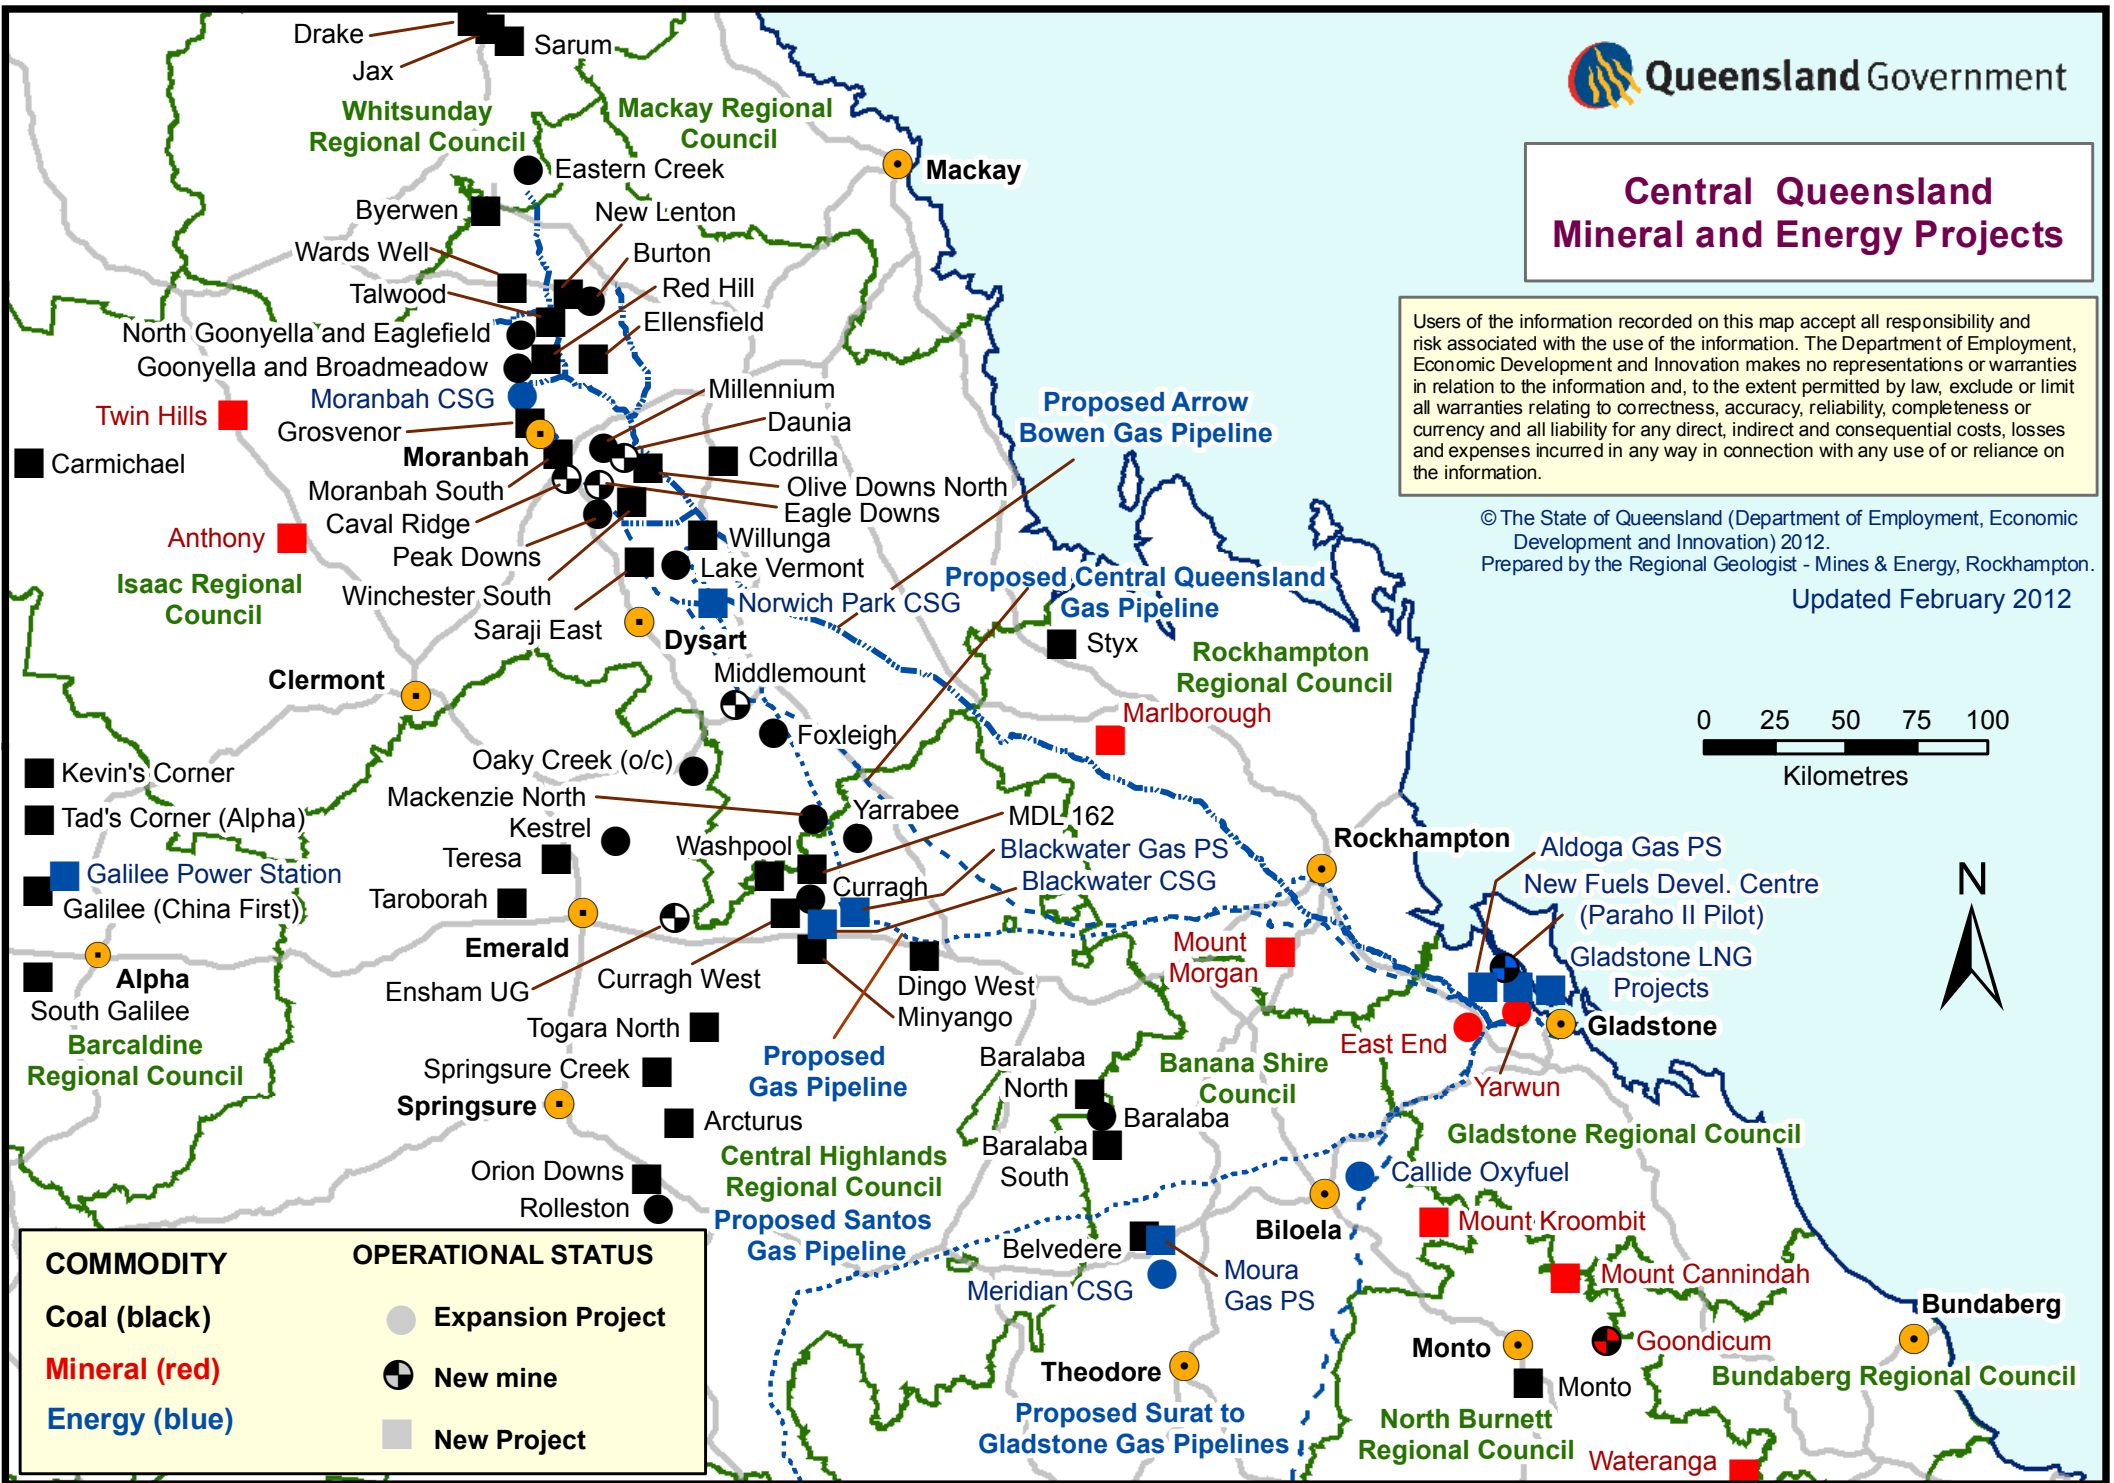 Drake
Jax
Sarum
Whitsunday
Regional Council
Mackay Regional
Council
Queensland Government
Central Queensland
Mineral and Energy Projects
Mackay
Eastern Creek
Byerwen
New Lenton
Wards Well
Burton
Talwood
Red Hill
North Goonyella and Eaglefield
Ellensfield
Goonyella and Broadmeadow
Moranbah CSG
Twin Hills
Grosvenor
Millennium
Daunia
Moranbah
Codrilla
Carmichael
Moranbah South
Olive Downs North
Caval Ridge
Eagle Downs
Anthony
Peak Downs
Willunga
Lake Vermont
Isaac Regional
Council
Winchester South
Norwich Park CSG
Saraji East
Dysart
Proposed Arrow
Bowen Gas Pipeline
Proposed Central Queensland
Gas Pipeline
Users of the information recorded on this map accept all responsibility and
risk associated with the use of the information. The Department of Employment,
Economic Development and Innovation makes no representations or warranties
in relation to the information and, to the extent permitted by law, exclude or limit
all warranties relating to correctness, accuracy, reliability, completeness or
currency and all liability for any direct, indirect and consequential costs, losses
and expenses incurred in any way in connection with any use of or reliance on
the information.
© The State of Queensland (Department of Employment, Economic
Development and Innovation) 2012.
Prepared by the Regional Geologist - Mines & Energy, Rockhampton.
Updated February 2012
Styx
Rockhampton
Regional Council
Marlborough
Clermont
Middlemount
Foxleigh
0 25 50 75 100
Kilometres
Kevin's Corner
Oaky Creek (o/c)
Tad's Corner (Alpha)
Mackenzie North
Kestrel
Yarrabee
MDL 162
Teresa
Washpool
Blackwater Gas PS
Blackwater CSG
Galilee Power Station
Galilee (China First)
Taroborah
Curragh
Rockhampton
Aldoga Gas PS
New Fuels Devel. Centre
(Paraho II Pilot)
N
Emerald
Alpha
South Galilee
Ensham UG
Curragh West
Dingo West
Minyango
Mount
Morgan
Gladstone LNG
Projects
Gladstone
East End
Yarwun
Barcaldine
Regional Council
Togara North
Springsure Creek
Springsure
Arcturus
Proposed
Gas Pipeline
Baralaba
North
Baralaba
Baralaba
South
Banana Shire
Council
Gladstone Regional Council
Central Highlands
Regional Council
Orion Downs
Rolleston
Proposed Santos
Gas Pipeline
Callide Oxyfuel
Biloela
Mount Kroombit
Belvedere
Meridian CSG
Moura
Gas PS
Mount Cannindah
Bundaberg
Theodore
Monto
Goondicum
Monto
Bundaberg Regional Council
Proposed Surat to
Gladstone Gas Pipelines
North Burnett
Regional Council
Wateranga
COMMODITY
Coal (black)
Mineral (red)
Energy (blue)
OPERATIONAL STATUS
Expansion Project
New mine
New Project